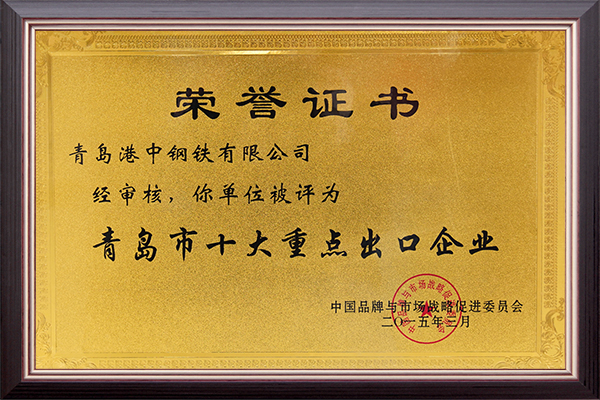 荣誉证书
青岛港中钢铁有限公司
经审核，你单位被评为
青岛市十大重点出口企业
中国品牌与市场战略促进委员会
二〇一五年三月